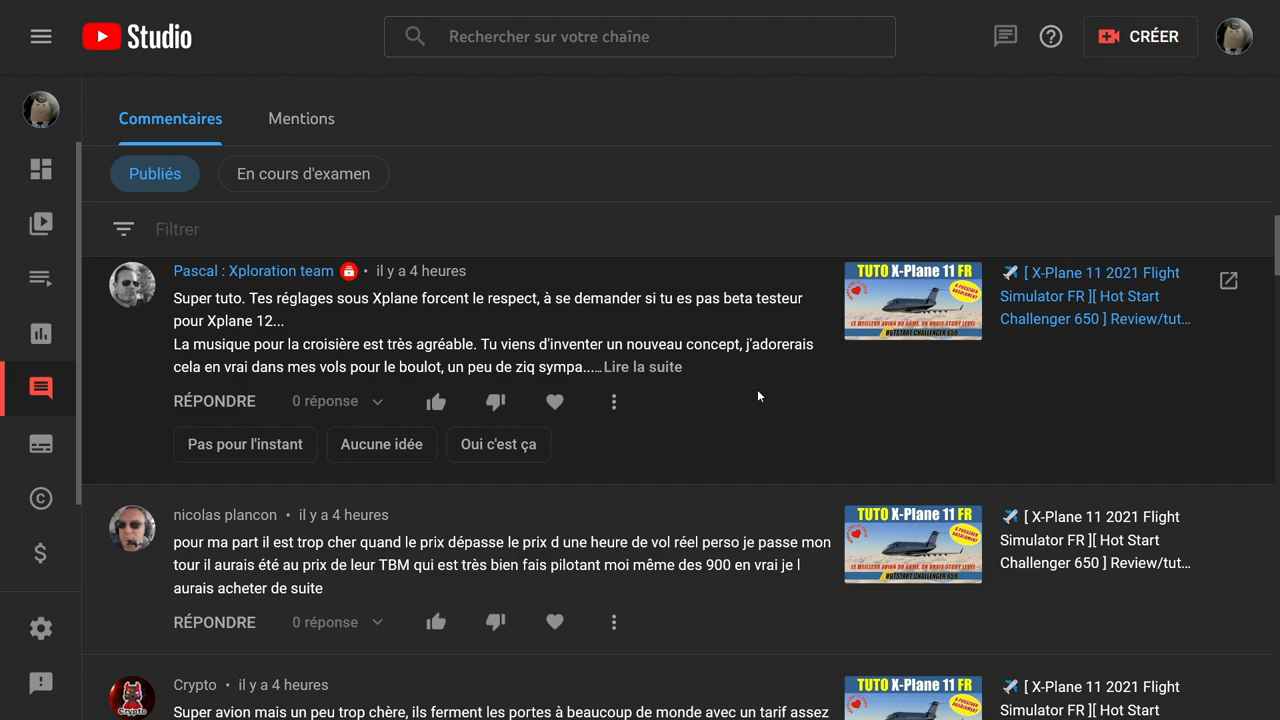 Studio
Rechercher sur votre chaîne
CRÉER
Commentaires
Mentions
Publiés
En cours d'examen
Filtrer
Pascal : Xploration team • il y a 4 heures
Super tuto. Tes réglages sous Xplane forcent le respect, à se demander si tu es pas beta testeur
pour Xplane 12...
La musique pour la croisière est très agréable. Tu viens d'inventer un nouveau concept, j'adorerais
cela en vrai dans mes vols pour le boulot, un peu de ziq sympa..... Lire la suite
RÉPONDRE
0 réponse
Pas pour l'instant
Aucune idée
Oui c'est ça
TUTO X-Plane 11 FR
A POSSEDER ABSOLUMENT
LE MEILLEUR AVION DU GAME, UN VRAIS STUDY LEVEL
#HOTSTART CHALLENGER 650
✈️ [ X-Plane 11 2021 Flight
Simulator FR ][ Hot Start
Challenger 650 ] Review/tut...
nicolas plancon • il y a 4 heures
pour ma part il est trop cher quand le prix dépasse le prix d une heure de vol réel perso je passe mon
tour il aurais été au prix de leur TBM qui est très bien fais pilotant moi même des 900 en vrai je l
aurais acheter de suite
RÉPONDRE
0 réponse
TUTO X-Plane 11 FR
A POSSEDER ABSOLUMENT
LE MEILLEUR AVION DU GAME, UN VRAIS STUDY LEVEL
#HOTSTART CHALLENGER 650
✈️ [ X-Plane 11 2021 Flight
Simulator FR ][ Hot Start
Challenger 650 ] Review/tut...
Crypto
Crypto • il y a 4 heures
Super avion mais un peu trop chère, ils ferment les portes à beaucoup de monde avec un tarif assez
TUTO X-Plane 11 FR
✈️ [ X-Plane 11 2021 Flight
Simulator FR ][ Hot Start